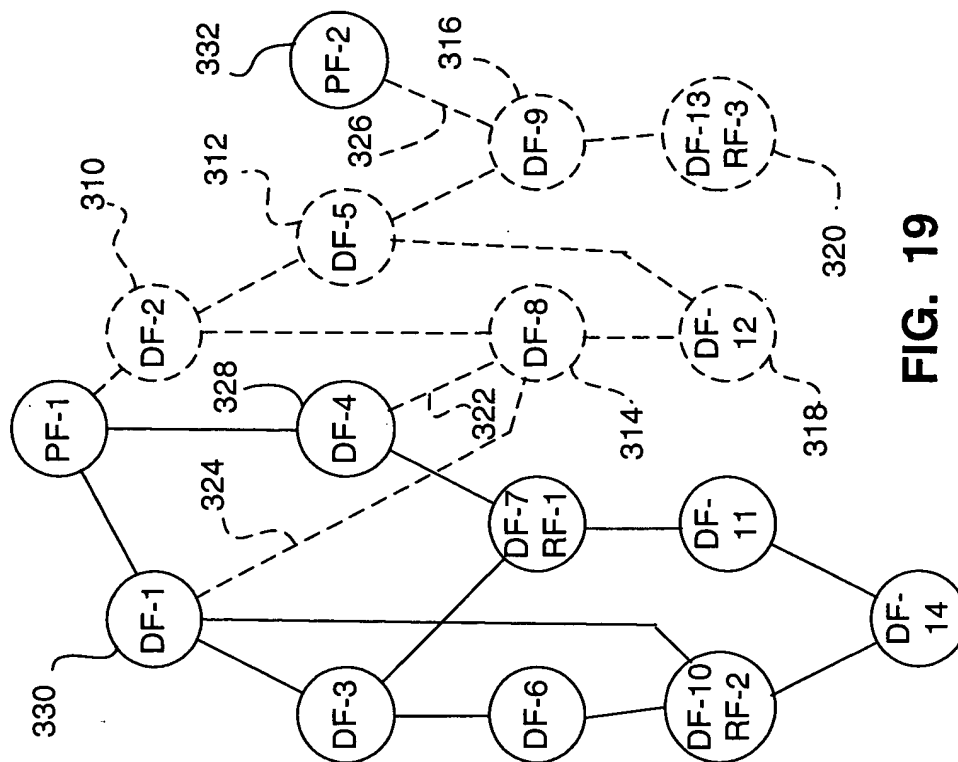 332
PF-2
316
326
DF-9
DF-13
RF-3
320
310
312
DF-2
DF-5
PF-1
328
DF-4
322
DF-8
314
DF-
12
318
324
330
DF-1
DF-3
DF-7
RF-1
DF-6
DF-10
RF-2
DF-
11
DF-
14
FIG. 19